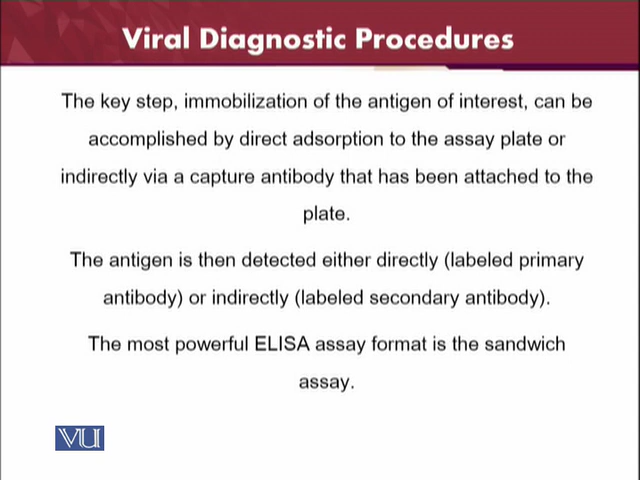 Viral Diagnostic Procedures
The key step, immobilization of the antigen of interest, can be
accomplished by direct adsorption to the assay plate or
indirectly via a capture antibody that has been attached to the
plate.
The antigen is then detected either directly (labeled primary
antibody) or indirectly (labeled secondary antibody).
The most powerful ELISA assay format is the sandwich
assay.
VU